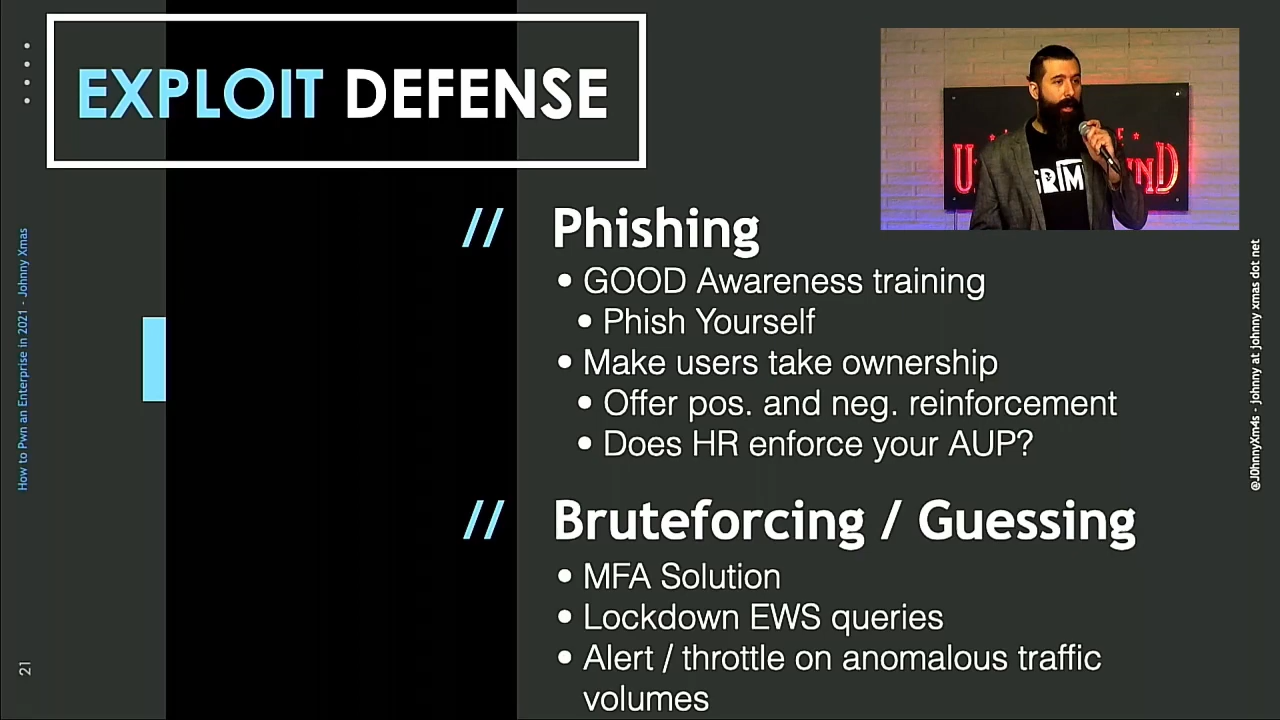 EXPLOIT DEFENSE
// Phishing
• GOOD Awareness training
• Phish Yourself
• Make users take ownership
• Offer pos. and neg. reinforcement
• Does HR enforce your AUP?
// Bruteforcing / Guessing
• MFA Solution
• Lockdown EWS queries
• Alert / throttle on anomalous traffic
volumes
How to Pwn an Enterprise in 2021 - Johnny Xmas
21
@J0hnnyXm4s - johnny at johnny xmas dot net